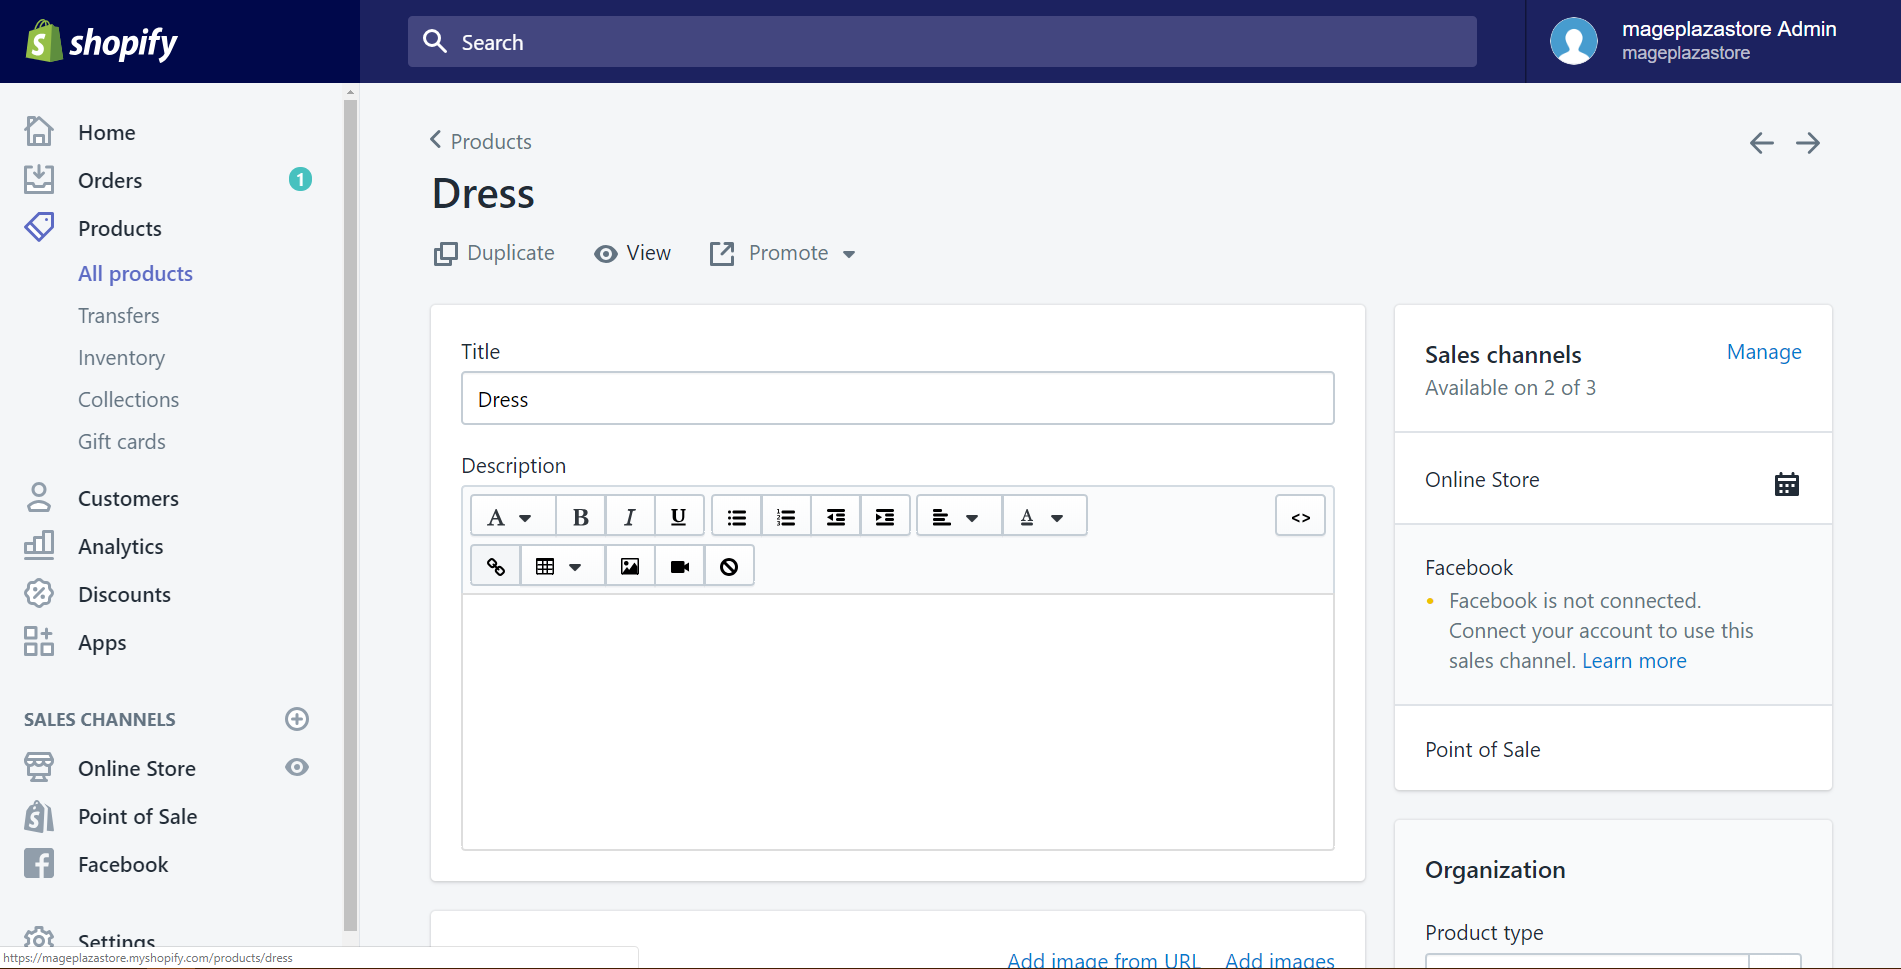 shopify
Search
mageplazastore Admin
mageplazastore
Home
Orders
1
Products
All products
Transfers
Inventory
Collections
Gift cards
Customers
Analytics
Discounts
Apps
SALES CHANNELS
Online Store
Point of Sale
Facebook
Settings
https://mageplazastore.myshopify.com/products/dress
Products
Dress
Duplicate
View
Promote
Title
Dress
Description
A B I U A <>
Add image from URL Add images
Sales channels
Manage
Available on 2 of 3
Online Store
Facebook
• Facebook is not connected.
Connect your account to use this
sales channel. Learn more
Point of Sale
Organization
Product type